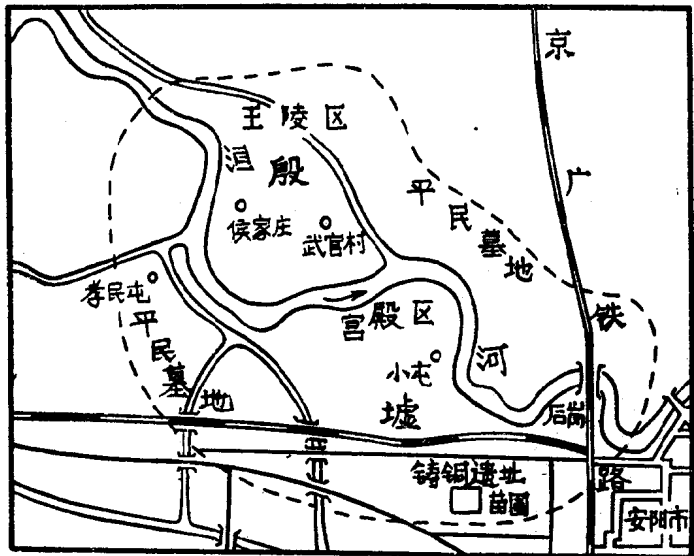 京广铁路
王陵区
洹河
殷墟
侯家庄
武官村
平民墓地
孝民屯
平民墓地
宫殿区
小屯
后岗
铸铜遗址
苗圃
安阳市